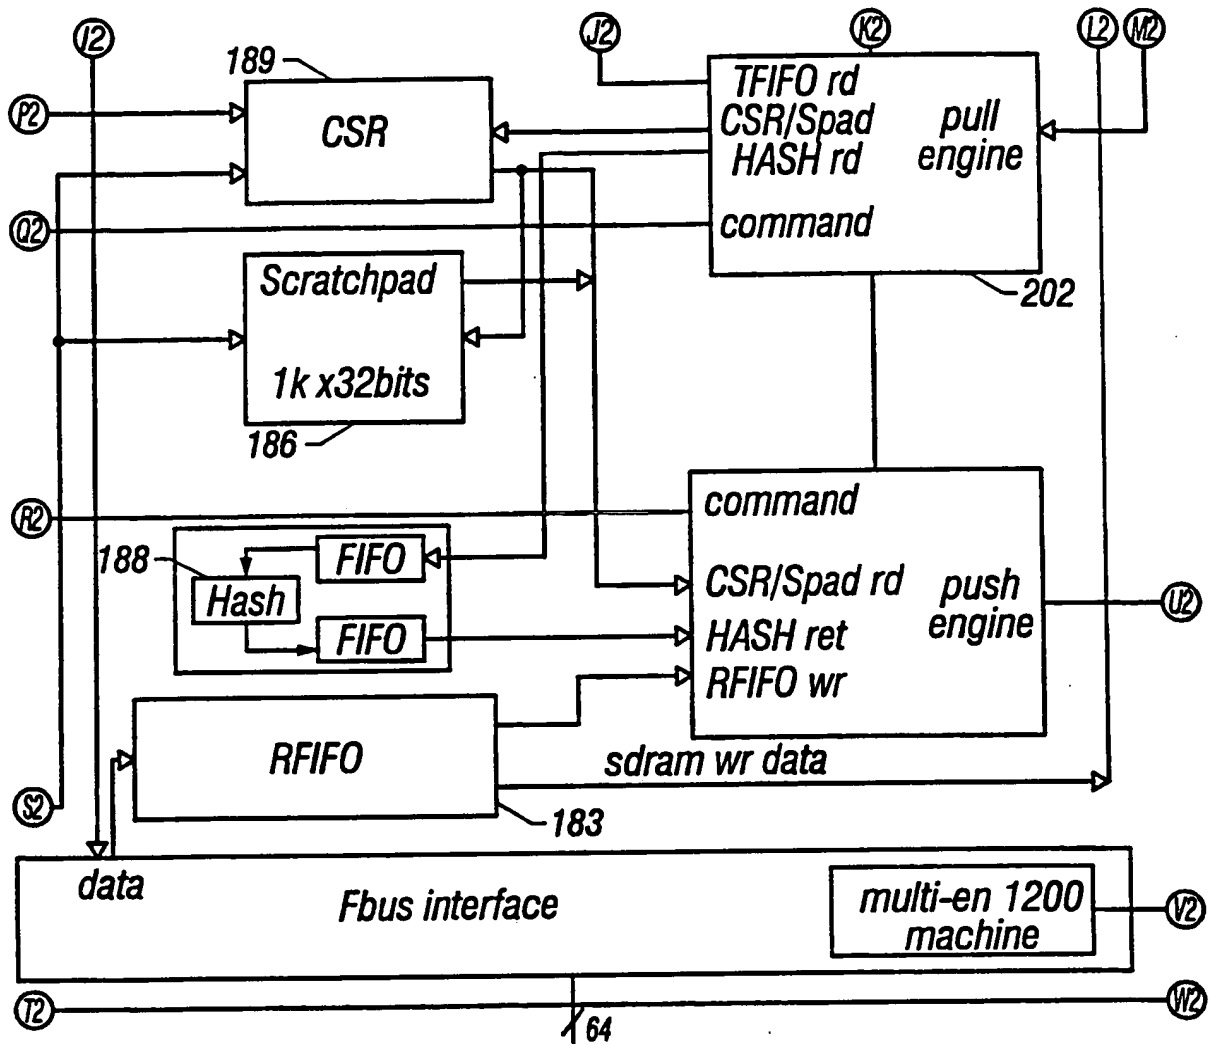 I2
J2
K2
L2
M2
189
P2
CSR
TFIFO rd
CSR/Spad
HASH rd
pull
engine
command
Q2
Scratchpad
1k x32bits
202
186
R2
command
188
FIFO
Hash
FIFO
CSR/Spad rd
HASH ret
RFIFO wr
push
engine
U2
RFIFO
sdram wr data
S2
183
data
Fbus interface
multi-en 1200
machine
V2
T2
W2
64